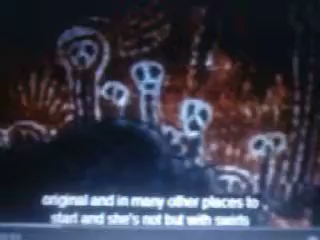 original and in many other places to
start and she's not but with swirls